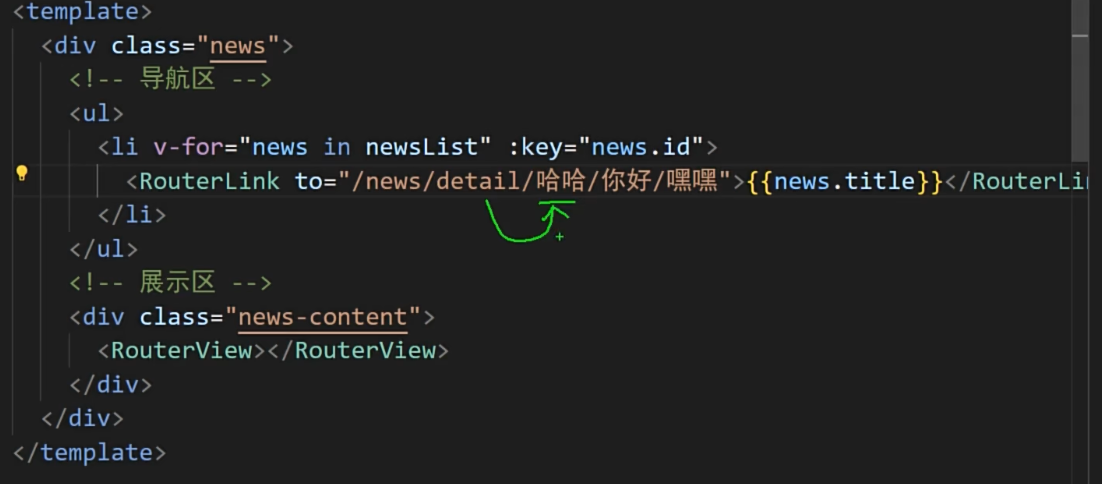 <template>
<div class="news">
<!-- 导航区 -->
<ul>
<li v-for="news in newsList" :key="news.id">
<RouterLink to="/news/detail/哈哈/你好/嘿嘿">{{news.title}}</RouterLin
</li>
</ul>
<!-- 展示区 -->
<div class="news-content">
<RouterView></RouterView>
</div>
</div>
</template>